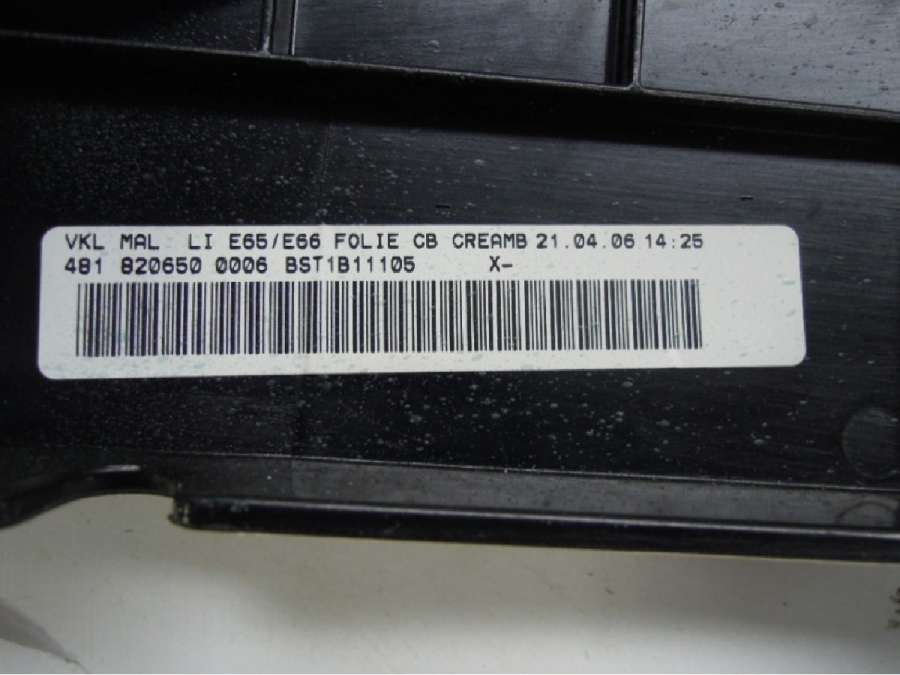 VKL MAL LI E65/E66 FOLIE CB CREAMB 21.04.06 14:25
481 820650 0006 BST1B11105 X-